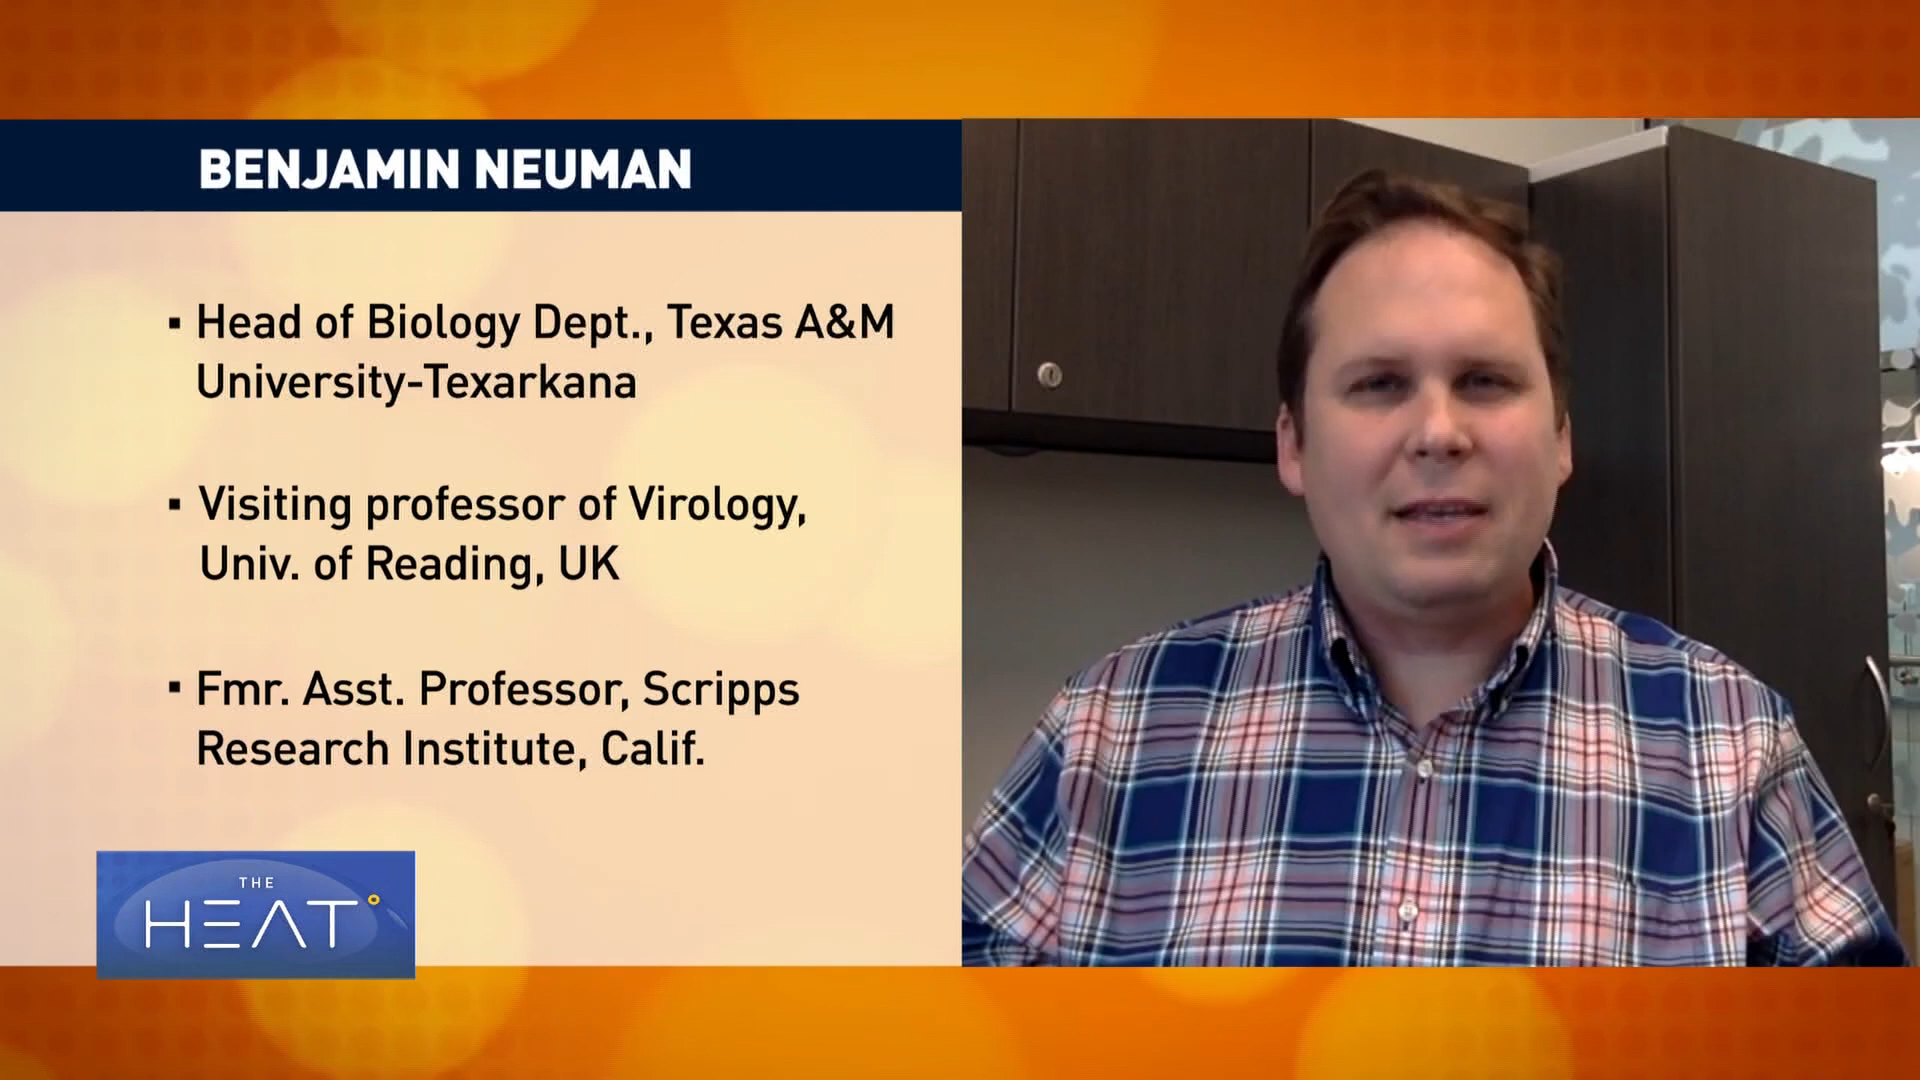 BENJAMIN NEUMAN
▪ Head of Biology Dept., Texas A&M
University-Texarkana
▪ Visiting professor of Virology,
Univ. of Reading, UK
▪ Fmr. Asst. Professor, Scripps
Research Institute, Calif.
THE
HEAT°